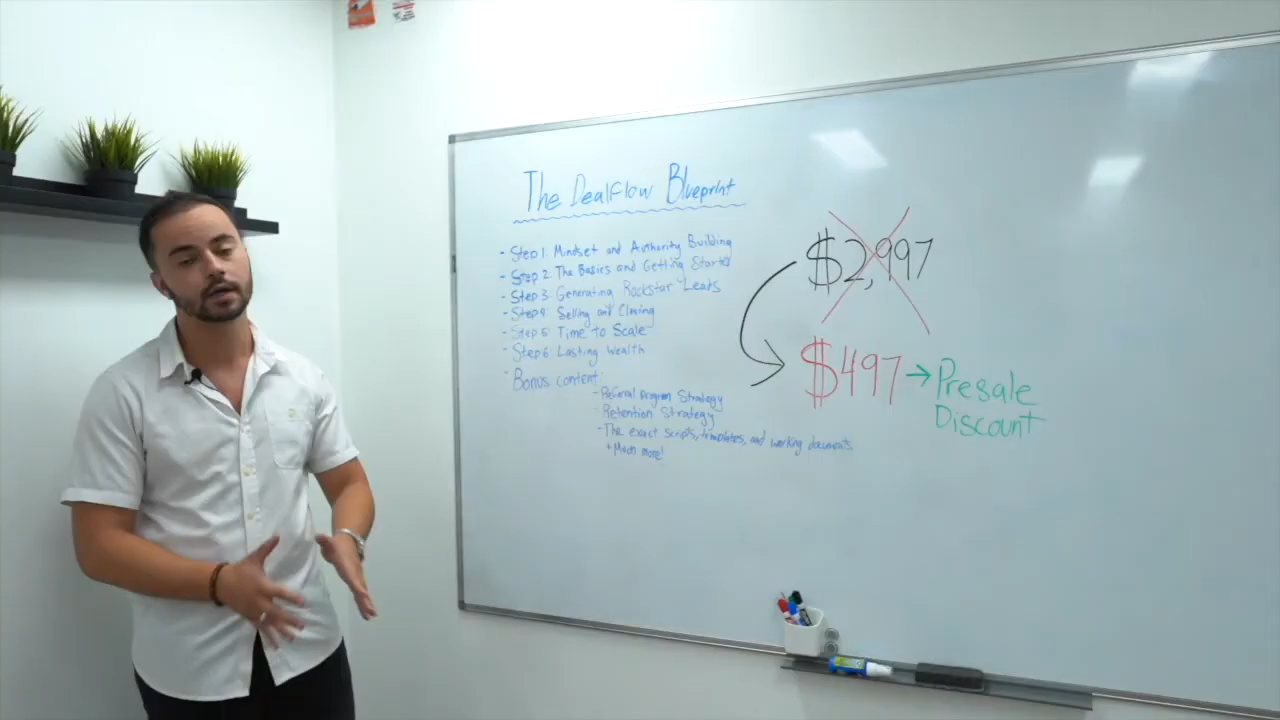 The DealFlow Blueprint
- Step 1: Mindset and Authority Building
- Step 2: The Basics and Getting Started
- Step 3: Generating Rockstar Leads
- Step 4: Selling and Closing
- Step 5: Time to Scale
- Step 6: Lasting Wealth
- Bonus content:
- Referral program Strategy
- Retention Strategy
- The exact scripts, templates, and working documents
+ Much more!
$2,997
$497 → Presale
Discount